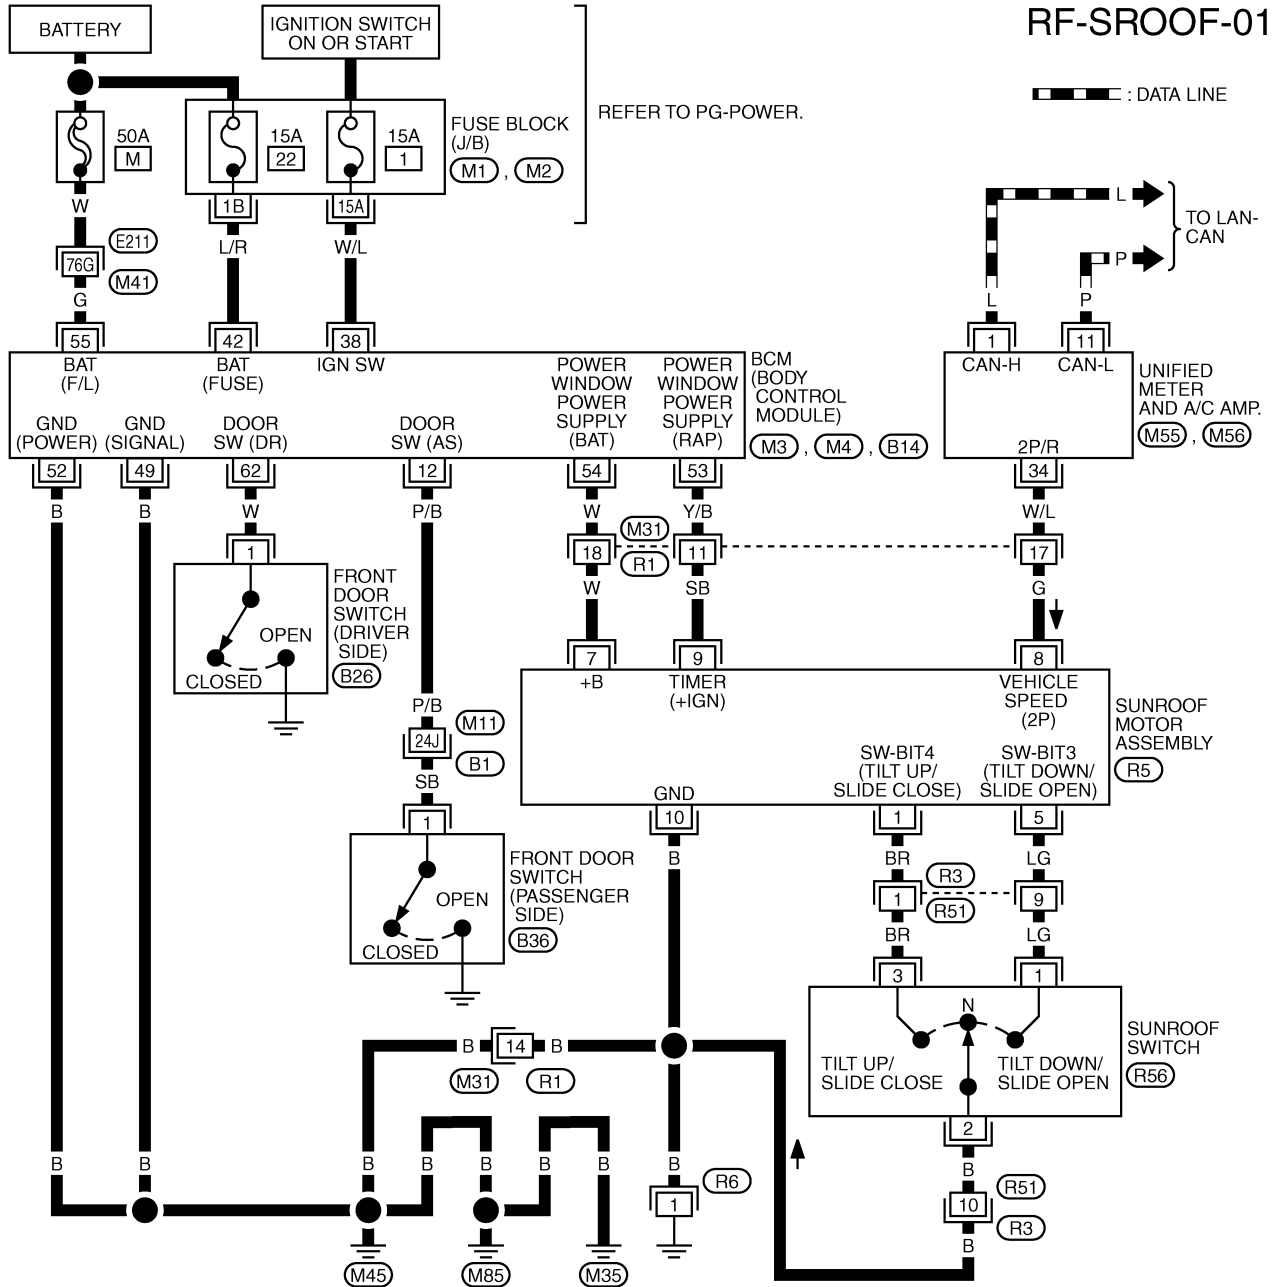 RF-SROOF-01
BATTERY
IGNITION SWITCH
ON OR START
REFER TO PG-POWER.
: DATA LINE
50A
M
15A
22
15A
1
FUSE BLOCK
(J/B)
M1 , M2
W
1B
15A
L
TO LAN-
CAN
E211
76G
M41
L/R
W/L
P
G
L
P
55
42
38
1
11
BAT
(F/L)
BAT
(FUSE)
IGN SW
POWER
WINDOW
POWER
SUPPLY
(BAT)
POWER
WINDOW
POWER
SUPPLY
(RAP)
BCM
(BODY
CONTROL
MODULE)
M3 , M4 , B14
CAN-H
CAN-L
UNIFIED
METER
AND A/C AMP.
M55 , M56
GND
(POWER)
GND
(SIGNAL)
DOOR
SW (DR)
DOOR
SW (AS)
2P/R
52
49
62
12
54
53
34
B
B
W
P/B
W
Y/B
W/L
1
18
M31
R1
11
17
W
SB
G
FRONT
DOOR
SWITCH
(DRIVER
SIDE)
B26
OPEN
CLOSED
7
9
8
+B
TIMER
(+IGN)
VEHICLE
SPEED
(2P)
SUNROOF
MOTOR
ASSEMBLY
R5
P/B
M11
24J
B1
SB
SW-BIT4
(TILT UP/
SLIDE CLOSE)
SW-BIT3
(TILT DOWN/
SLIDE OPEN)
GND
10
1
5
1
B
BR
LG
FRONT DOOR
SWITCH
(PASSENGER
SIDE)
B36
OPEN
CLOSED
1
R3
R51
9
BR
LG
3
1
N
TILT UP/
SLIDE CLOSE
TILT DOWN/
SLIDE OPEN
SUNROOF
SWITCH
R56
B
14
B
M31
R1
2
B
B
B
B
B
B
B
B
B
R6
1
R51
10
R3
B
M45
M85
M35